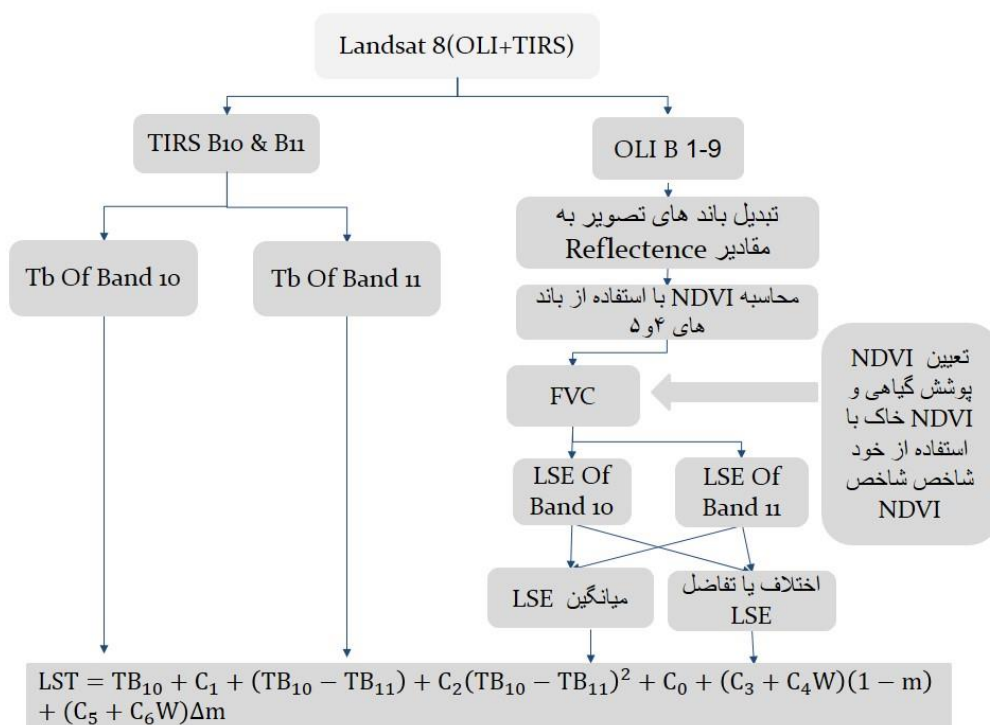 Landsat 8(OLI+TIRS)
TIRS B10 & B11
OLI B 1-9
تبدیل باند های تصویر به
مقادیر Reflectence
Tb Of Band 10
Tb Of Band 11
محاسبه NDVI با استفاده از باند
های ۴و۵
تعیین NDVI
پوشش گیاهی و
NDVI خاک با
استفاده از خود
شاخص شاخص
NDVI
FVC
LSE Of
Band 10
LSE Of
Band 11
میانگین LSE
اختلاف یا تفاضل
LSE
LST = TB₁₀ + C₁ + (TB₁₀ − TB₁₁) + C₂(TB₁₀ − TB₁₁)² + C₀ + (C₃ + C₄W)(1 − m)
+ (C₅ + C₆W)Δm